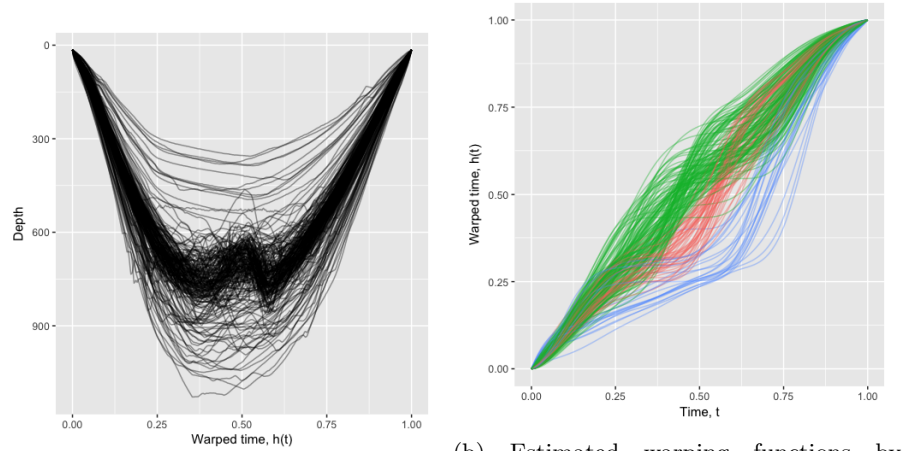 0
300
600
900
Depth
0.00 0.25 0.50 0.75 1.00
Warped time, h(t)
1.00
0.75
0.50
0.25
0.00
Warped time, h(t)
0.00 0.25 0.50 0.75 1.00
Time, t
(b) Estimated warping functions by